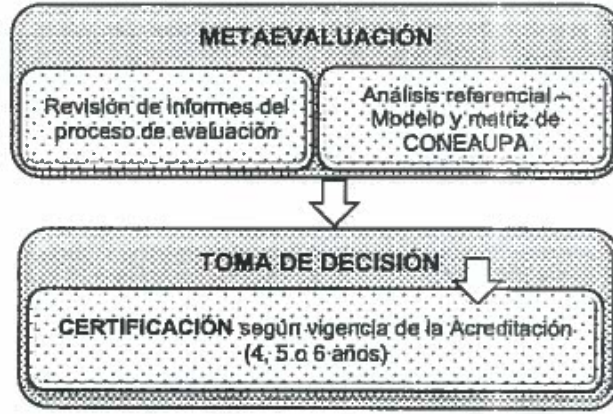 METAEVALUACIÓN
Revisión de informes del
proceso de evaluación
Análisis referencial –
Modelo y matriz de
CONEAUPA
TOMA DE DECISIÓN
CERTIFICACIÓN según vigencia de la Acreditación
(4, 5 o 6 años)